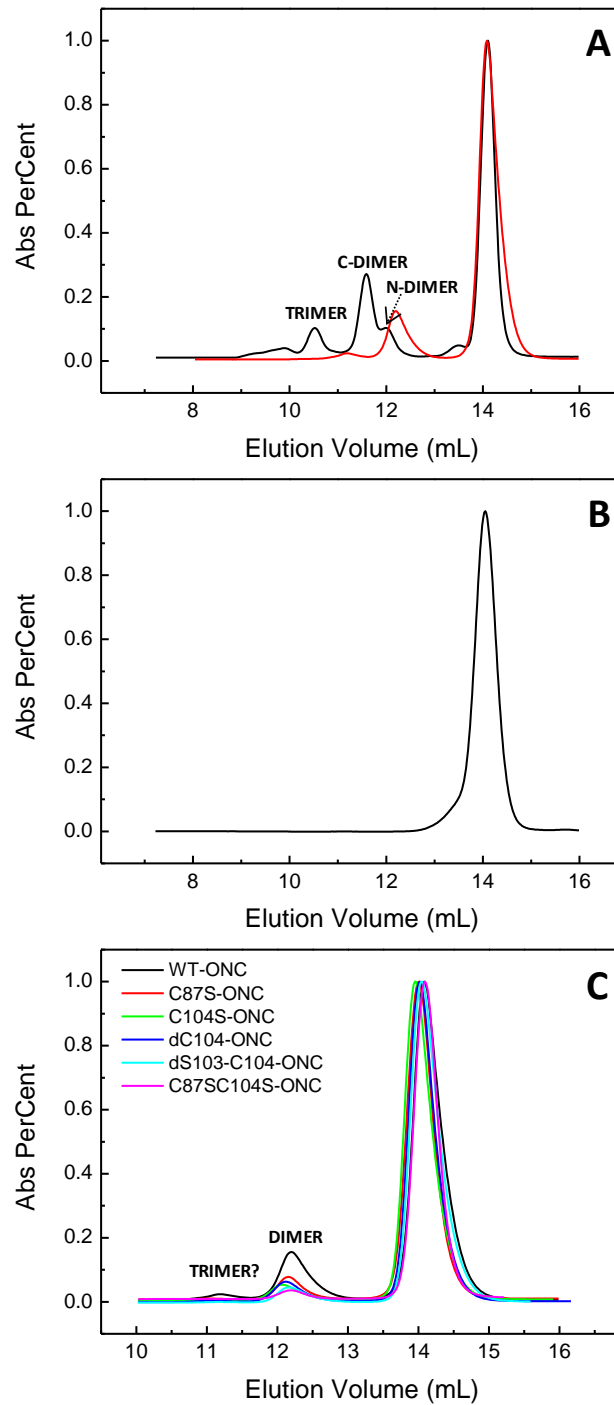 A
1.0
0.8
0.6
0.4
0.2
0.0
Abs PerCent
C-DIMER
N-DIMER
TRIMER
8 10 12 14 16
Elution Volume (mL)
B
1.0
0.8
0.6
0.4
0.2
0.0
Abs PerCent
8 10 12 14 16
Elution Volume (mL)
C
WT-ONC
C87S-ONC
C104S-ONC
dC104-ONC
dS103-C104-ONC
C87SC104S-ONC
1.0
0.8
0.6
0.4
0.2
0.0
Abs PerCent
DIMER
TRIMER?
10 11 12 13 14 15 16
Elution Volume (mL)